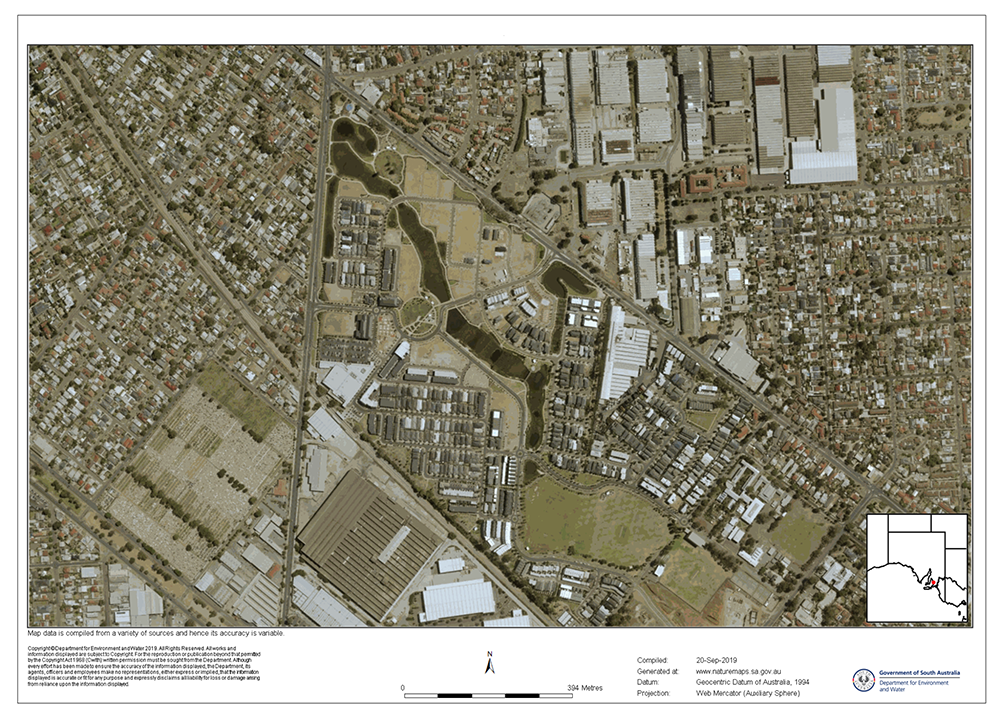 Map data is compiled from a variety of sources and hence its accuracy is variable.
Copyright©Department for Environment and Water 2019. All Rights Reserved. All works and
information displayed are subject to Copyright. For the reproduction or publication beyond that permitted
by the Copyright Act 1968 (Cwlth) written permission must be sought from the Department. Although
every effort has been made to ensure the accuracy of the information displayed, the Department, its
agents, officers and employees make no representations, either express or implied, that the information
displayed is accurate or fit for any purpose and expressly disclaims all liability for loss or damage arising
from reliance upon the information displayed.
N
0 394 Metres
Compiled: 20-Sep-2019
Generated at: www.naturemaps.sa.gov.au
Datum: Geocentric Datum of Australia, 1994
Projection: Web Mercator (Auxiliary Sphere)
Government of South Australia
Department for Environment
and Water